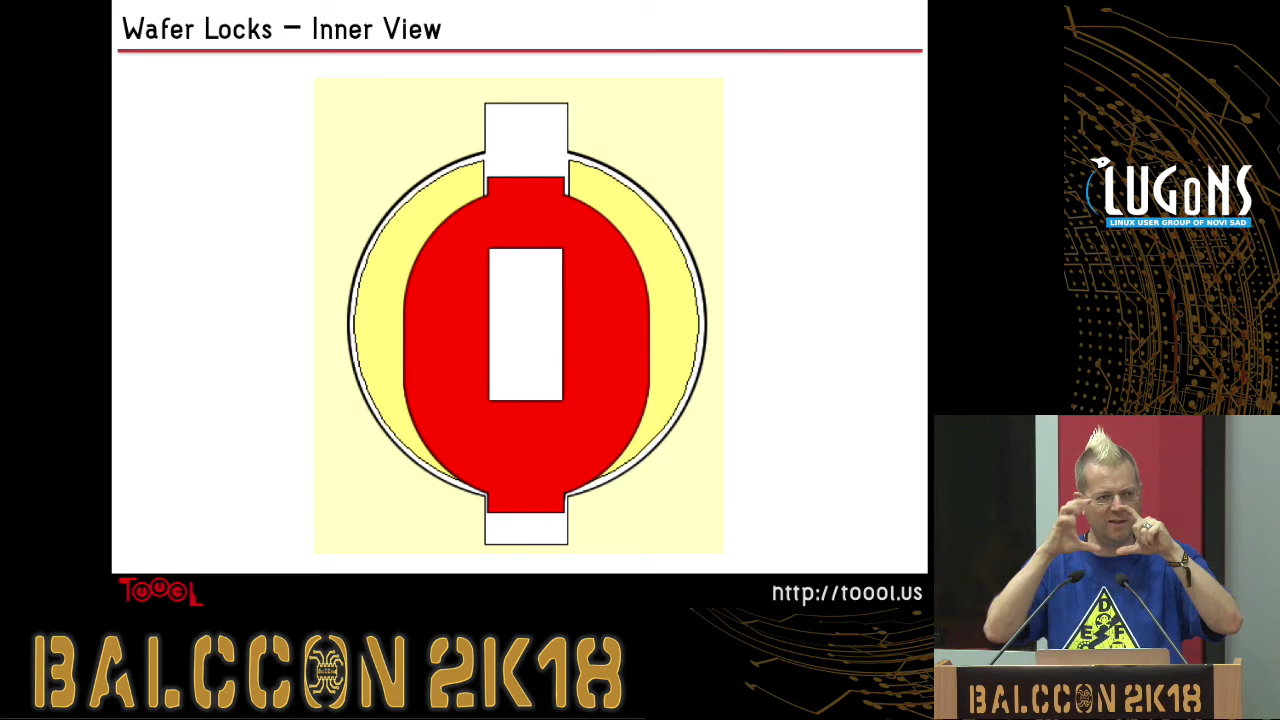 Wafer Locks – Inner View
LUGoNS
LINUX USER GROUP OF NOVI SAD
TOOOL
http://toool.us
D
E F
BALCCON 2K18
BALCCON 2K18